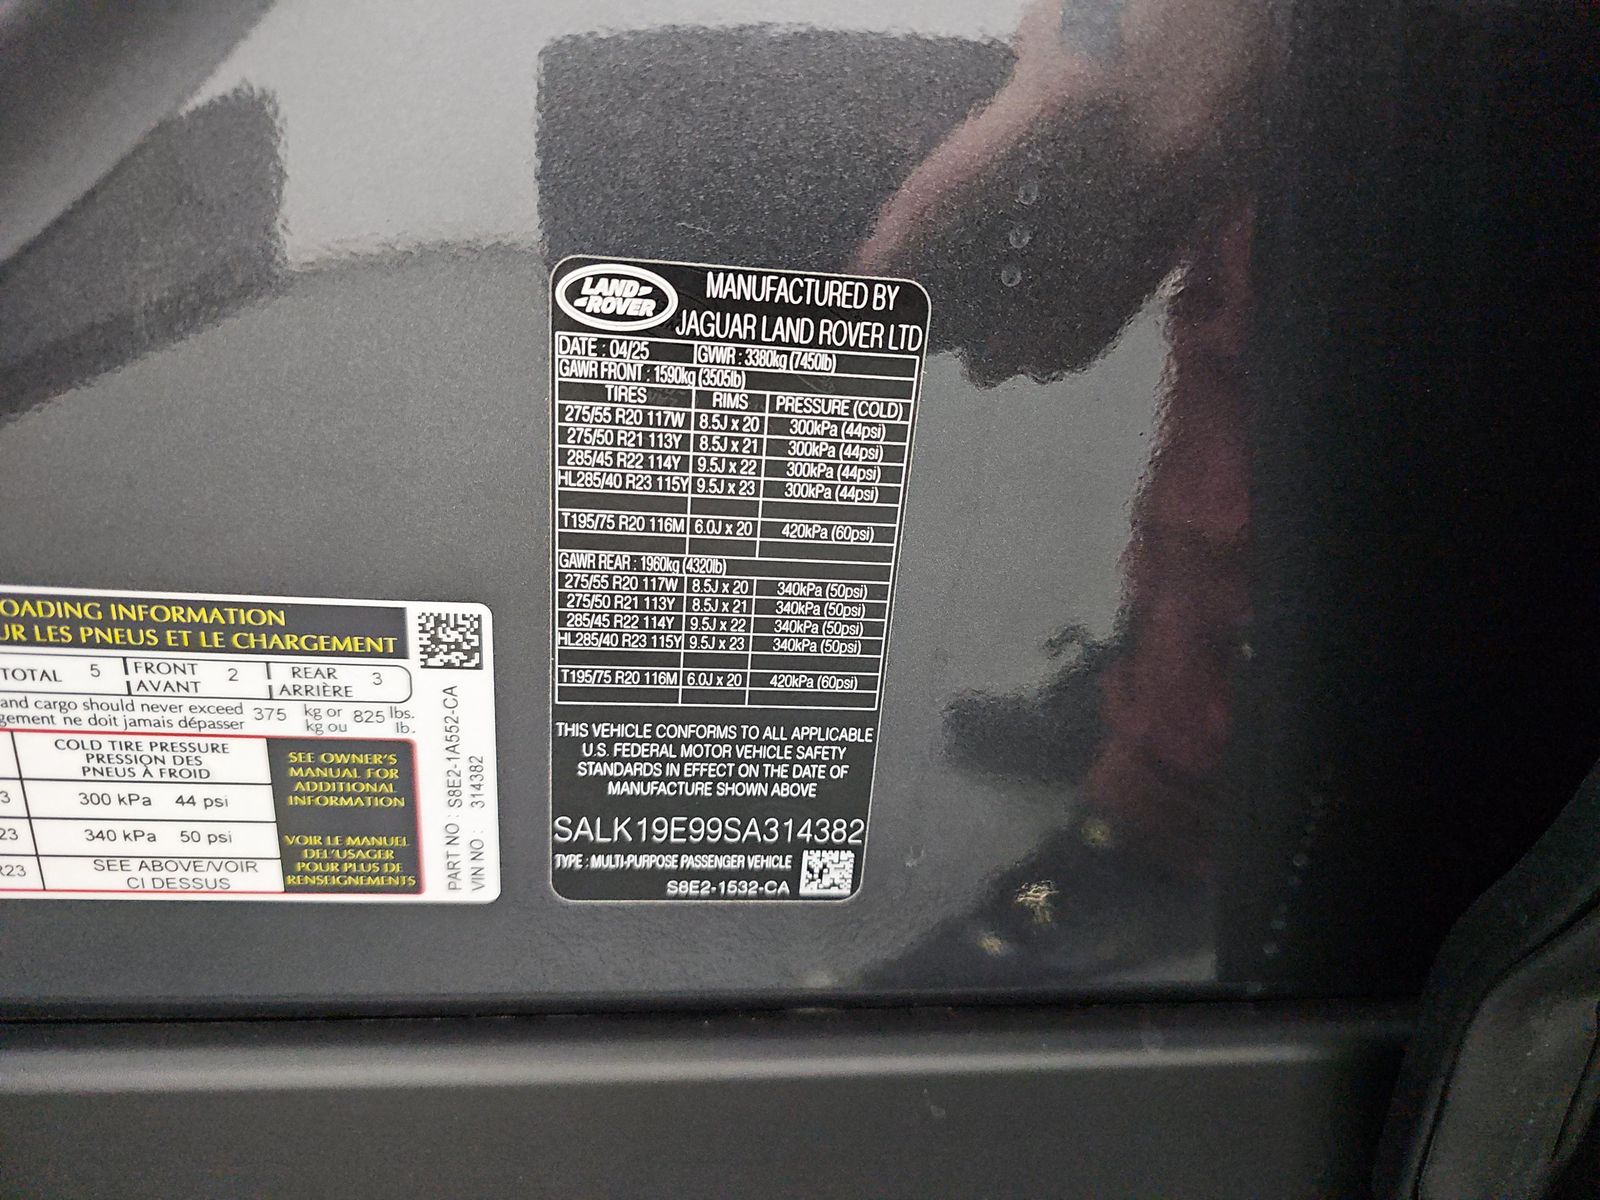 LAND ROVER
MANUFACTURED BY
JAGUAR LAND ROVER LTD
DATE : 04/25 GVWR : 3380kg (7450lb)
GAWR FRONT : 1590kg (3505lb)
TIRES RIMS PRESSURE (COLD)
275/55 R20 117W 8.5J x 20 300kPa (44psi)
275/50 R21 113Y 8.5J x 21 300kPa (44psi)
285/45 R22 114Y 9.5J x 22 300kPa (44psi)
HL285/40 R23 115Y 9.5J x 23 300kPa (44psi)
T195/75 R20 116M 6.0J x 20 420kPa (60psi)
GAWR REAR : 1960kg (4320lb)
275/55 R20 117W 8.5J x 20 340kPa (50psi)
275/50 R21 113Y 8.5J x 21 340kPa (50psi)
285/45 R22 114Y 9.5J x 22 340kPa (50psi)
HL285/40 R23 115Y 9.5J x 23 340kPa (50psi)
T195/75 R20 116M 6.0J x 20 420kPa (60psi)
THIS VEHICLE CONFORMS TO ALL APPLICABLE
U.S. FEDERAL MOTOR VEHICLE SAFETY
STANDARDS IN EFFECT ON THE DATE OF
MANUFACTURE SHOWN ABOVE
SALK19E99SA314382
TYPE : MULTI-PURPOSE PASSENGER VEHICLE
S8E2-1532-CA
OADING INFORMATION
UR LES PNEUS ET LE CHARGEMENT
TOTAL 5 FRONT 2 REAR 3
AVANT ARRIÈRE
and cargo should never exceed 375 kg or 825 lbs.
gement ne doit jamais dépasser kg ou lb.
COLD TIRE PRESSURE
PRESSION DES
PNEUS À FROID
3 300 kPa 44 psi
23 340 kPa 50 psi
R23 SEE ABOVE/VOIR
CI DESSUS
SEE OWNER'S
MANUAL FOR
ADDITIONAL
INFORMATION
VOIR LE MANUEL
DEL'USAGER
POUR PLUS DE
RENSEIGNEMENTS
PART NO : S8E2-1A552-CA
VIN NO : 314382